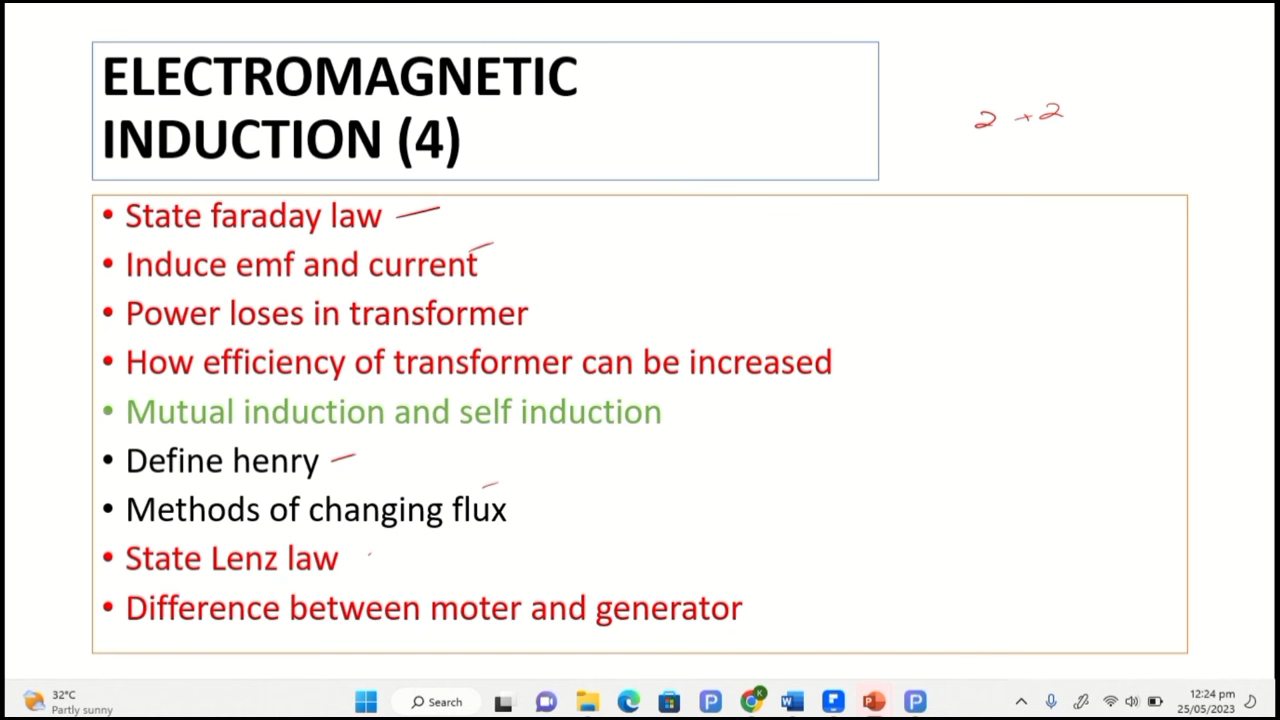 ELECTROMAGNETIC
INDUCTION (4)
2 + 2
• State faraday law
• Induce emf and current
• Power loses in transformer
• How efficiency of transformer can be increased
• Mutual induction and self induction
• Define henry
• Methods of changing flux
• State Lenz law
• Difference between moter and generator
32°C
Partly sunny
Search
12:24 pm
25/05/2023